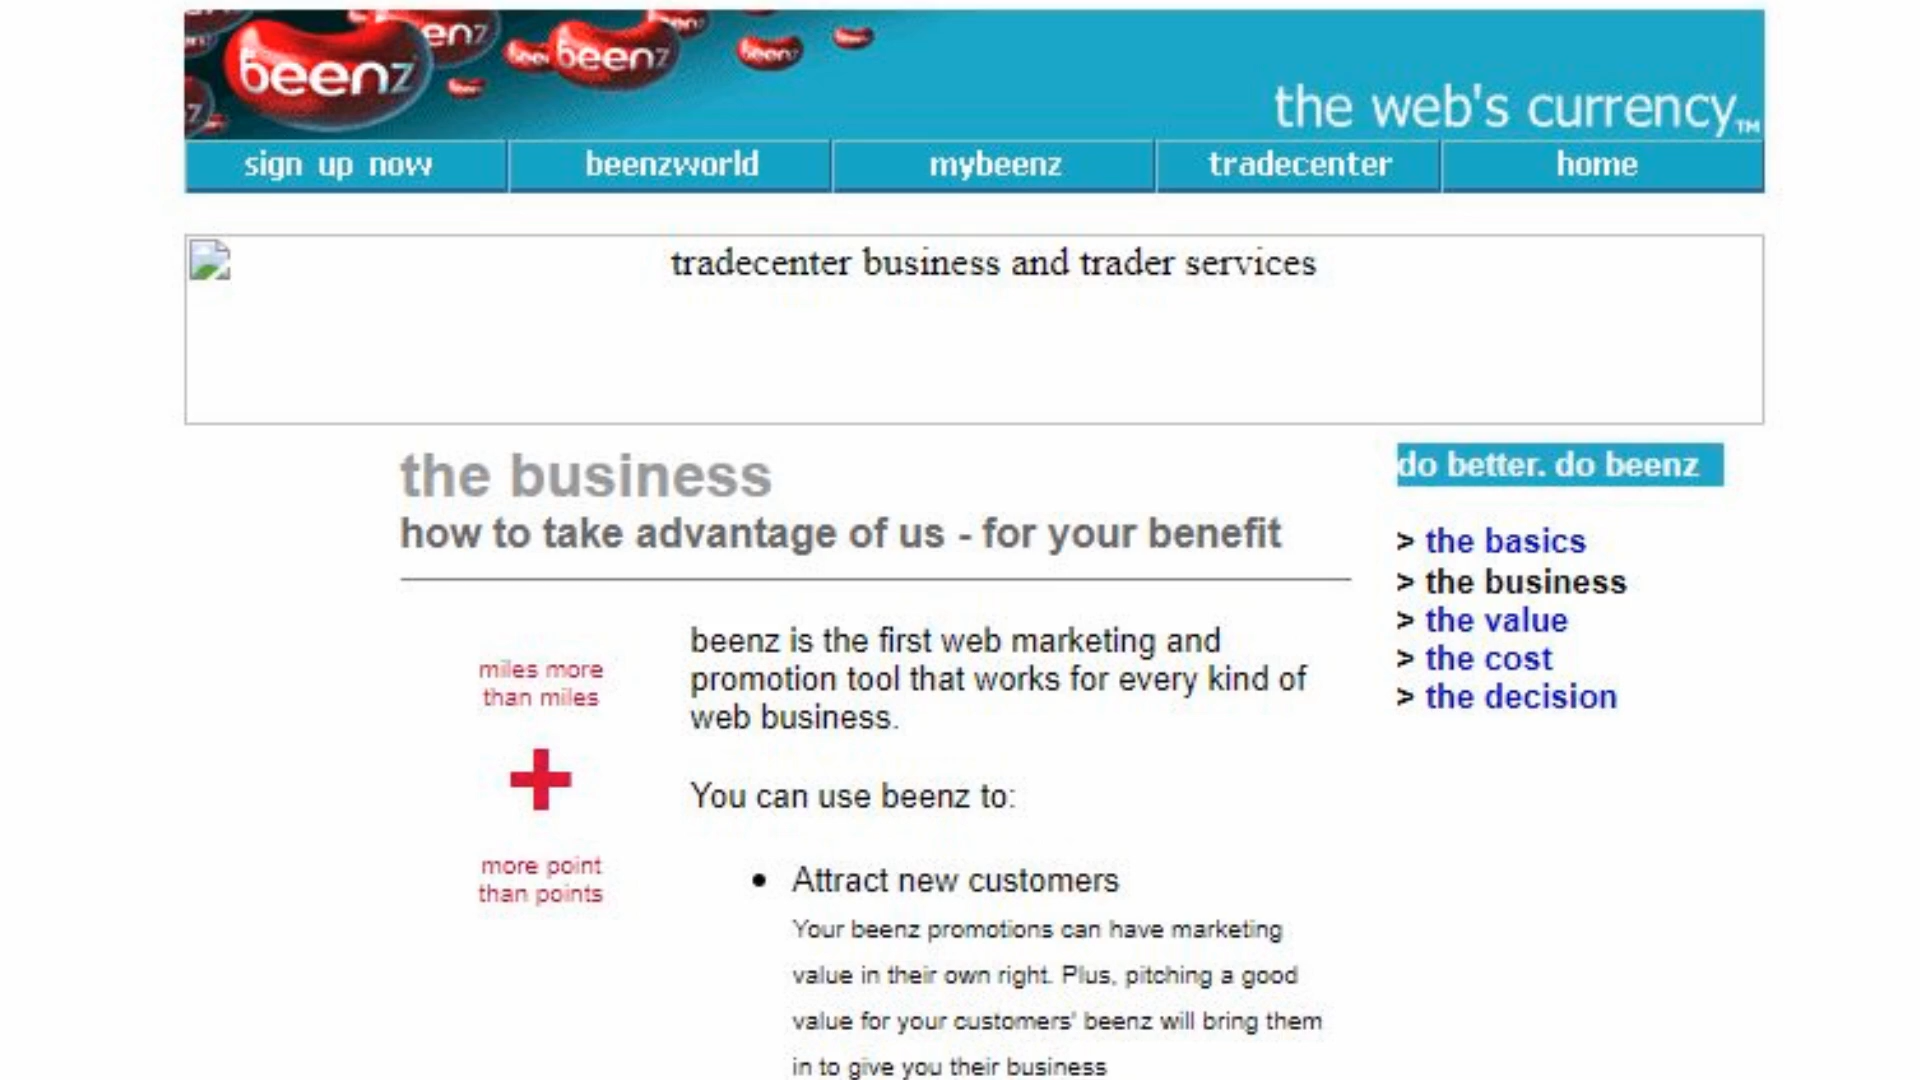 beenz
the web's currency™
sign up now
beenzworld
mybeenz
tradecenter
home
tradecenter business and trader services
the business
how to take advantage of us - for your benefit
do better. do beenz
> the basics
> the business
> the value
> the cost
> the decision
miles more
than miles
+
more point
than points
beenz is the first web marketing and
promotion tool that works for every kind of
web business.
You can use beenz to:
• Attract new customers
Your beenz promotions can have marketing
value in their own right. Plus, pitching a good
value for your customers' beenz will bring them
in to give you their business